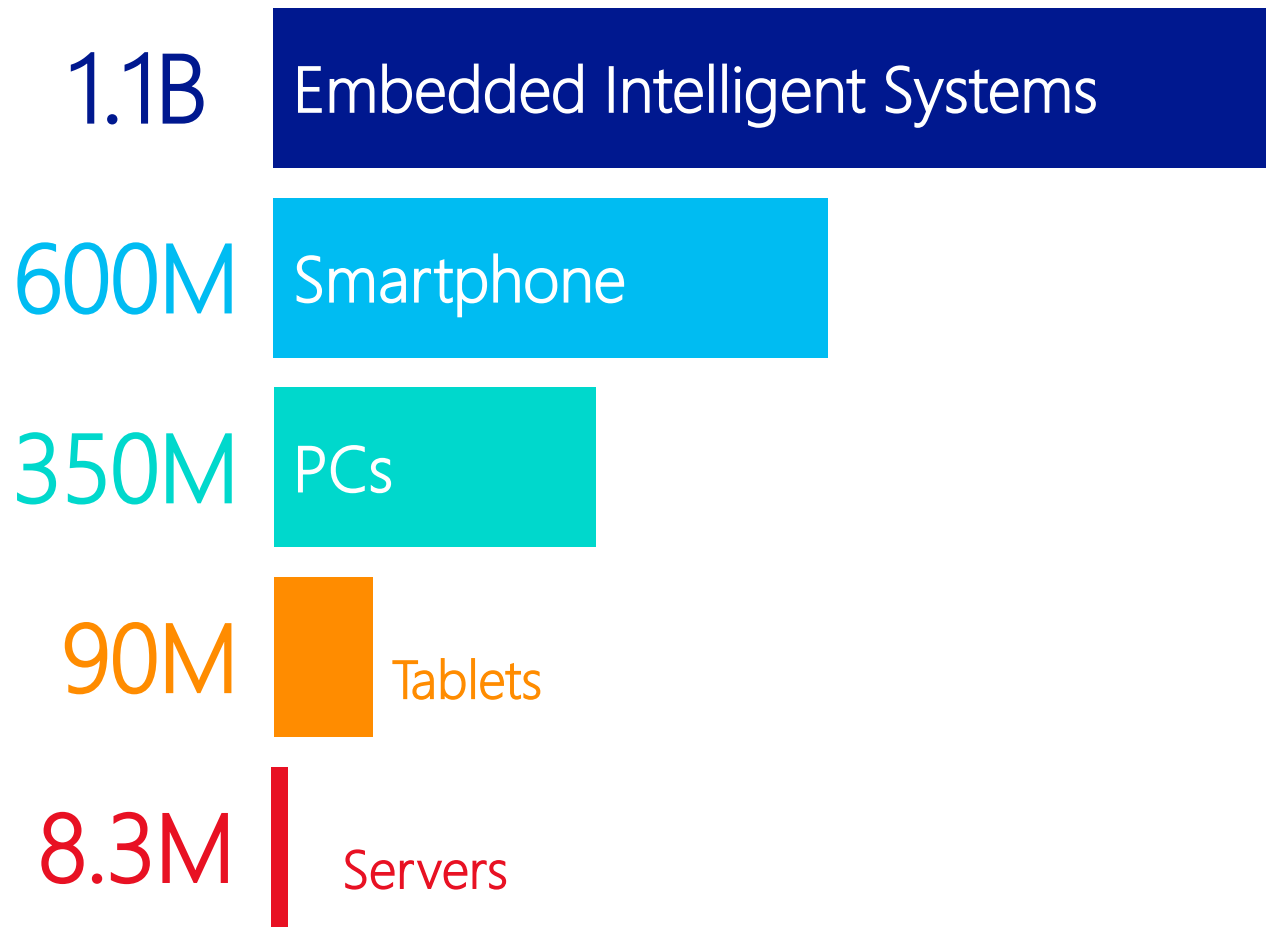 1.1B Embedded Intelligent Systems
600M Smartphone
350M PCs
90M Tablets
8.3M Servers